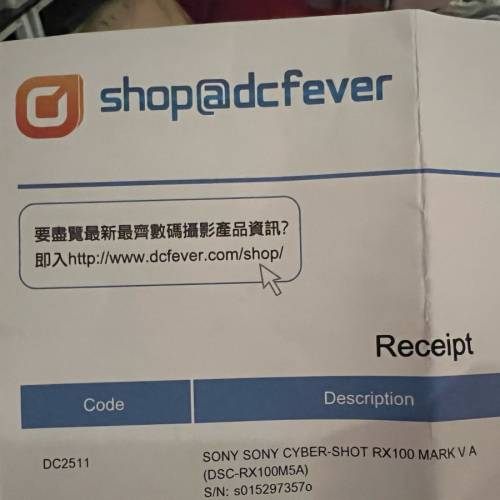 shop@dcfever
要盡覽最新最齊數碼攝影產品資訊?
即入http://www.dcfever.com/shop/
Receipt
Code
Description
DC2511
SONY SONY CYBER-SHOT RX100 MARK V A
(DSC-RX100M5A)
S/N: s015297357o